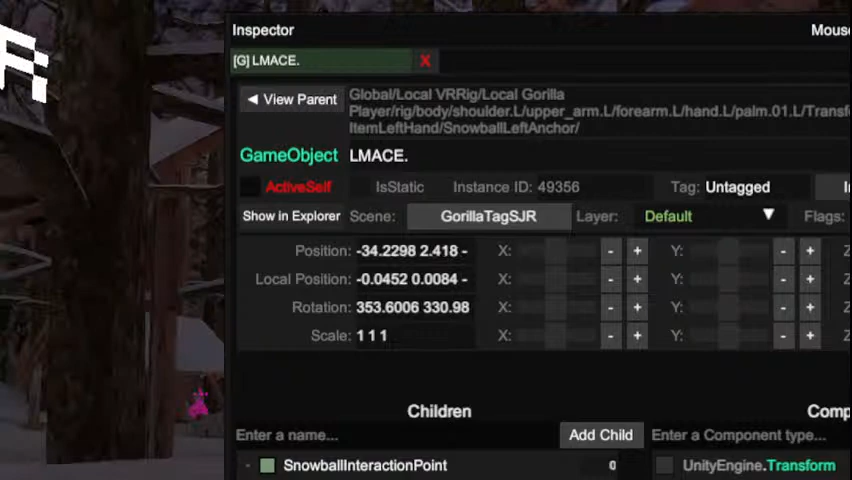 Inspector
Mous
[G] LMACE.
X
◄ View Parent
Global/Local VRRig/Local Gorilla
Player/rig/body/shoulder.L/upper_arm.L/forearm.L/hand.L/palm.01.L/Transf
ItemLeftHand/SnowballLeftAnchor/
GameObject LMACE.
ActiveSelf IsStatic Instance ID: 49356 Tag: Untagged
Show in Explorer Scene: GorillaTagSJR Layer: Default ▼ Flags:
Position: -34.2298 2.418 - X: - + Y: - + Z
Local Position: -0.0452 0.0084 - X: - + Y: - + Z
Rotation: 353.6006 330.98 X: - + Y: - + Z
Scale: 1 1 1 X: - + Y: - + Z
Children
Comp
Enter a name... Add Child Enter a Component type...
- SnowballInteractionPoint 0 UnityEngine.Transform